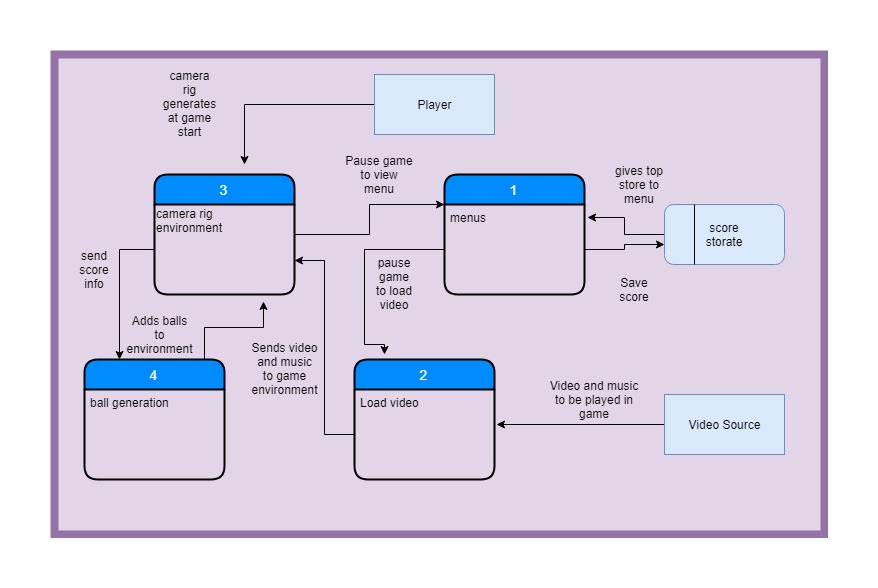 camera
rig
generates
at game
start
Player
Pause game
to view
menu
gives top
store to
menu
3
camera rig
environment
1
menus
score
storate
send
score
info
pause
game
to load
video
Save
score
Adds balls
to
environment
Sends video
and music
to game
environment
4
ball generation
2
Load video
Video and music
to be played in
game
Video Source